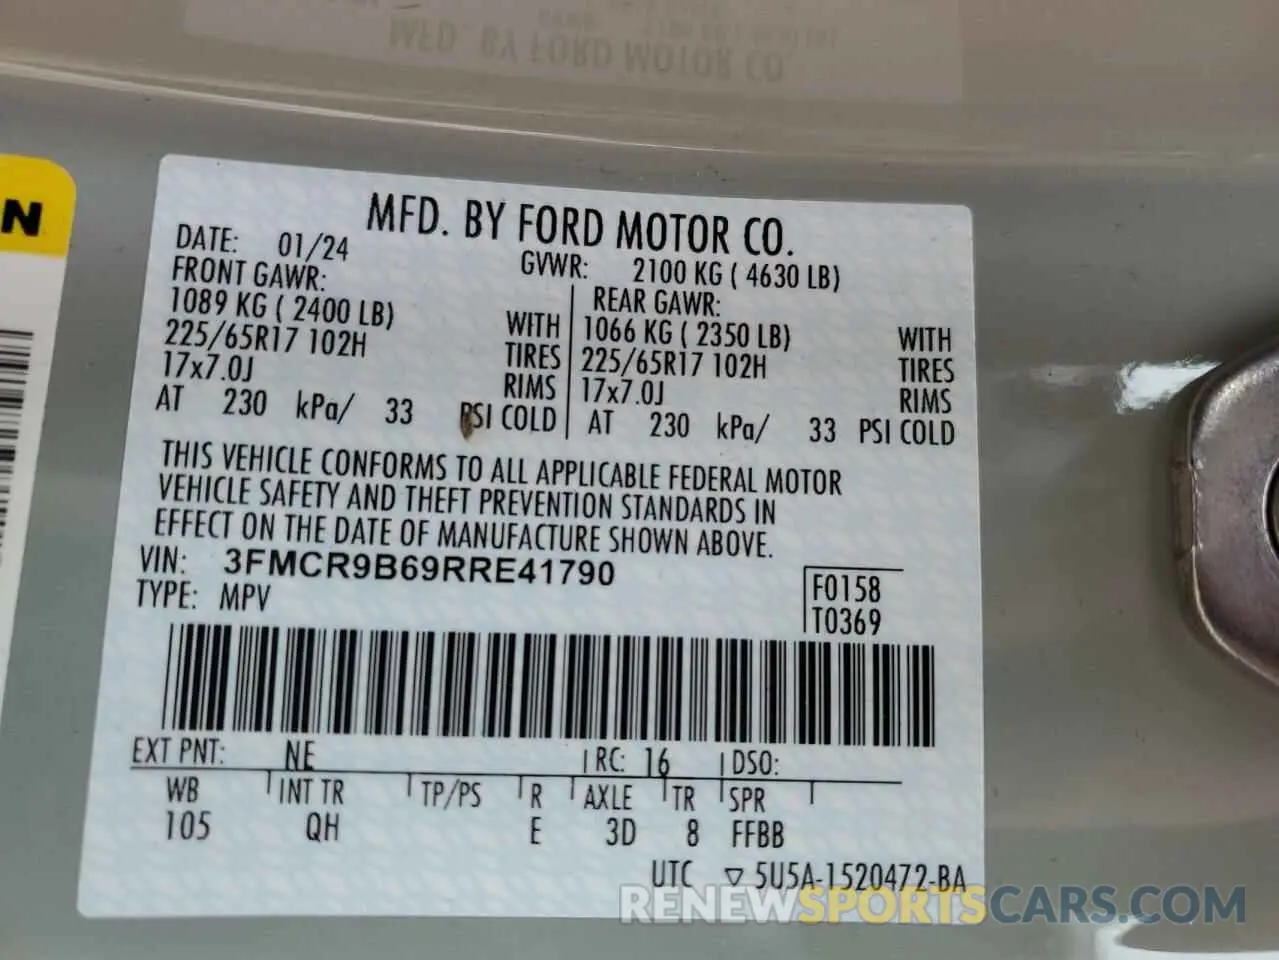 MFD. BY FORD MOTOR CO.
N
MFD. BY FORD MOTOR CO.
DATE: 01/24 GVWR: 2100 KG ( 4630 LB)
FRONT GAWR: REAR GAWR:
1089 KG ( 2400 LB) WITH 1066 KG ( 2350 LB) WITH
225/65R17 102H TIRES 225/65R17 102H TIRES
17x7.0J RIMS 17x7.0J RIMS
AT 230 kPa/ 33 PSI COLD AT 230 kPa/ 33 PSI COLD
THIS VEHICLE CONFORMS TO ALL APPLICABLE FEDERAL MOTOR
VEHICLE SAFETY AND THEFT PREVENTION STANDARDS IN
EFFECT ON THE DATE OF MANUFACTURE SHOWN ABOVE.
VIN: 3FMCR9B69RRE41790
TYPE: MPV
F0158
T0369
EXT PNT: NE RC: 16 DSO:
WB INT TR TP/PS R AXLE TR SPR
105 QH E 3D 8 FFBB
UTC ▽ 5U5A-1520472-BA
RENEWSPORTSCARS.COM